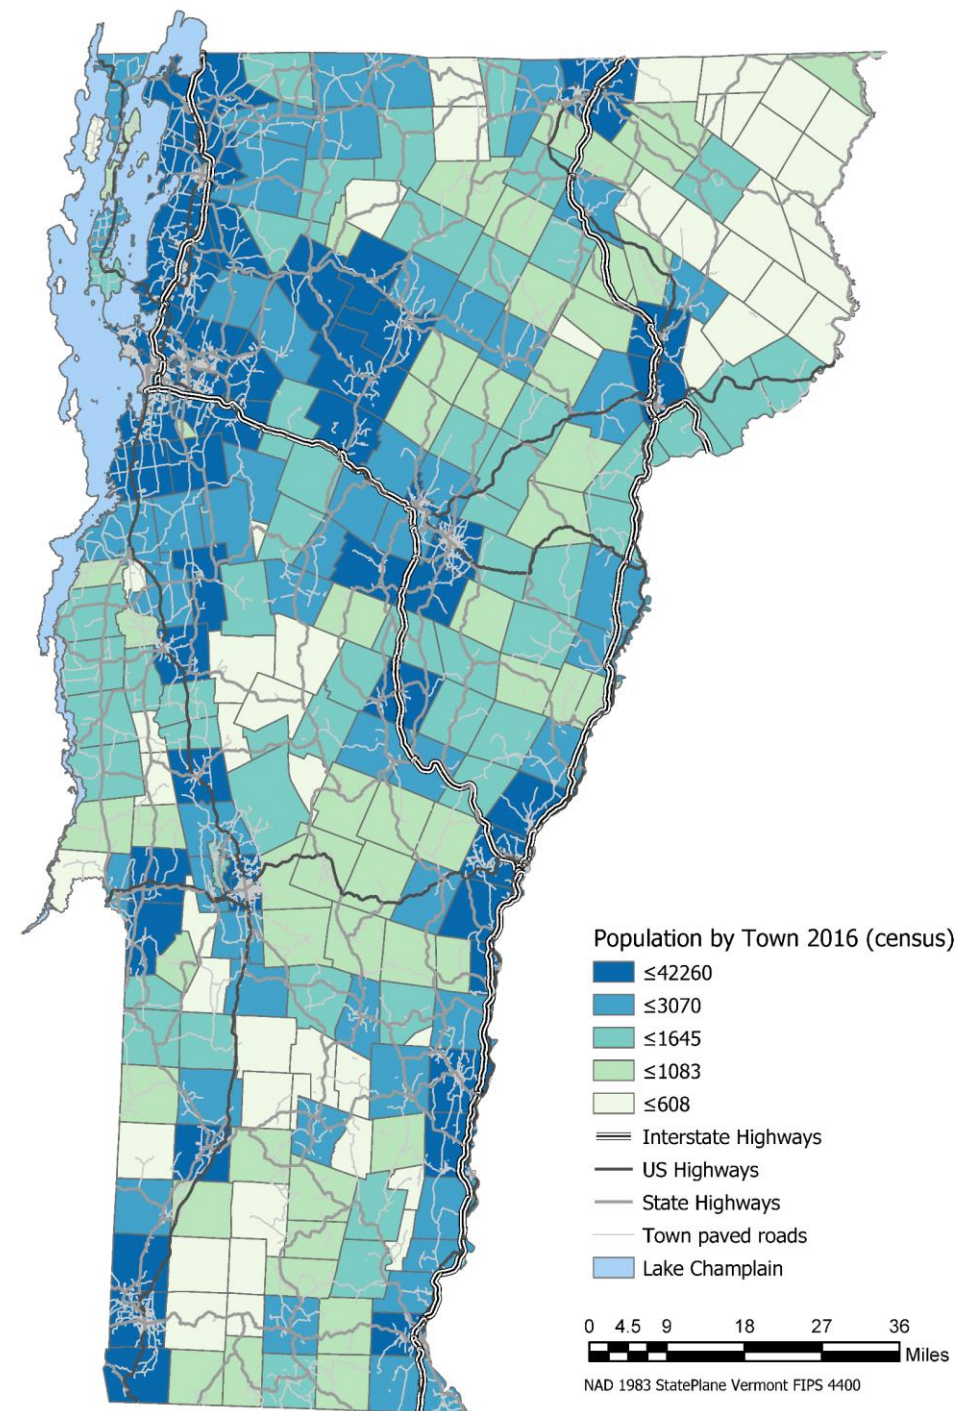 Population by Town 2016 (census)
≤42260
≤3070
≤1645
≤1083
≤608
Interstate Highways
US Highways
State Highways
Town paved roads
Lake Champlain
0 4.5 9 18 27 36
Miles
NAD 1983 StatePlane Vermont FIPS 4400